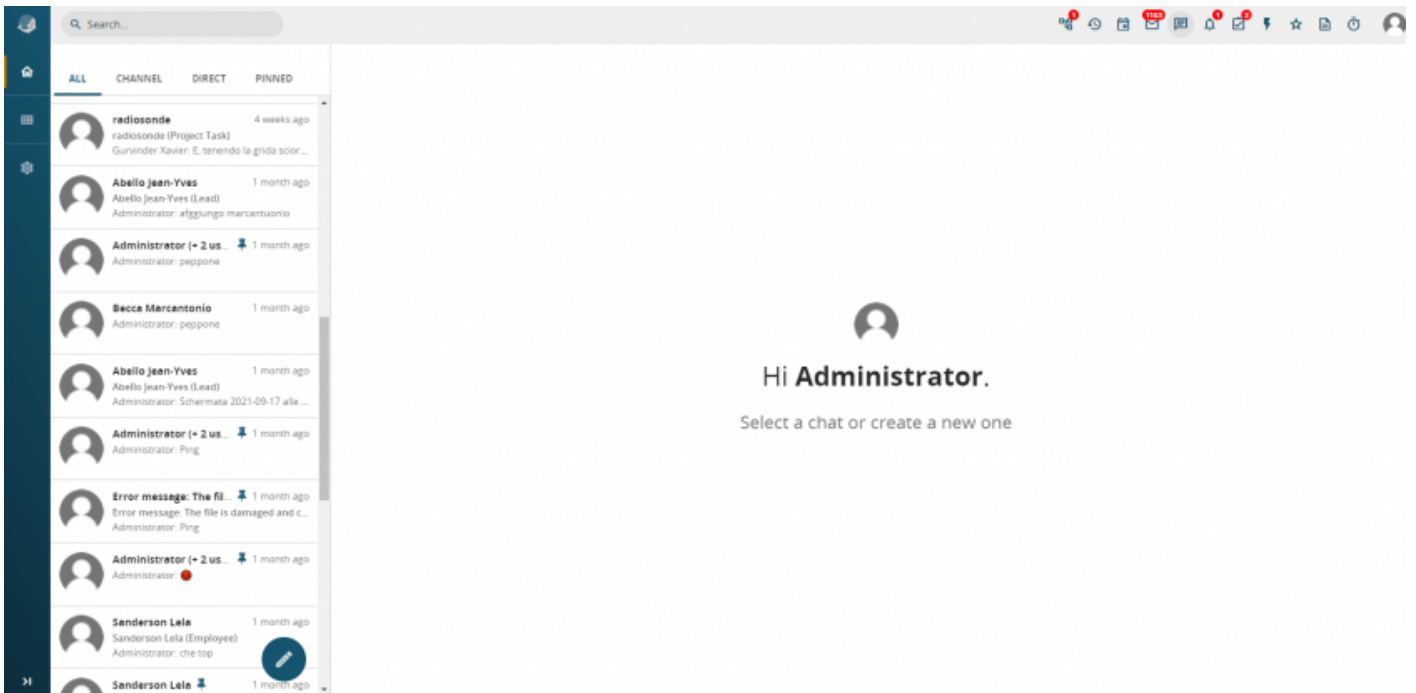 Search...
1
1163
1
2
ALL CHANNEL DIRECT PINNED
radiosonde 4 weeks ago
radiosonde (Project Task)
Gurvinder Xavier: E, tenendo la grida scior...
Abello Jean-Yves 1 month ago
Abello Jean-Yves (Lead)
Administrator: afggiungo marcantuonio
Administrator (+ 2 us... 1 month ago
Administrator: peppone
Becca Marcantonio 1 month ago
Administrator: peppone
Abello Jean-Yves 1 month ago
Abello Jean-Yves (Lead)
Administrator: Schermata 2021-09-17 alle ...
Administrator (+ 2 us... 1 month ago
Administrator: Ping
Error message: The fil... 1 month ago
Error message: The file is damaged and c...
Administrator: Ping
Administrator (+ 2 us... 1 month ago
Administrator:
Sanderson Lela 1 month ago
Sanderson Lela (Employee)
Administrator: che top
Sanderson Lela 1 month ago
Hi Administrator.
Select a chat or create a new one